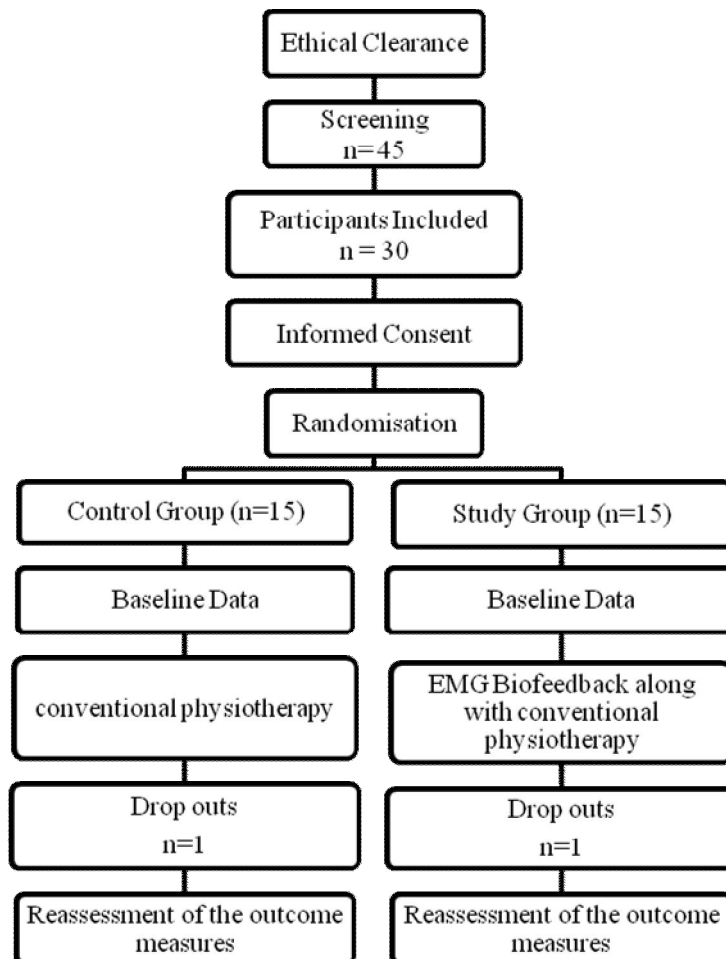 Ethical Clearance
Screening
n=45
Participants Included
n = 30
Informed Consent
Randomisation
Control Group (n=15)
Study Group (n=15)
Baseline Data
Baseline Data
conventional physiotherapy
EMG Biofeedback along
with conventional
physiotherapy
Drop outs
n=1
Drop outs
n=1
Reassessment of the outcome
measures
Reassessment of the outcome
measures